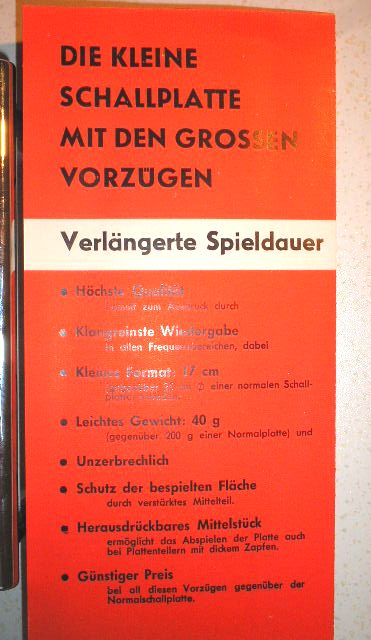 DIE KLEINE
SCHALLPLATTE
MIT DEN GROSSEN
VORZÜGEN
Verlängerte Spieldauer
• Höchste Qualität
kommt zum Ausdruck durch
• Klangreinste Wiedergabe
in allen Frequenzbereichen, dabei
• Kleines Format: 17 cm
(gegenüber cm ∅ einer normalen Schall-
• Leichtes Gewicht: 40 g
(gegenüber 200 g einer Normalplatte) und
• Unzerbrechlich
• Schutz der bespielten Fläche
durch verstärktes Mittelteil.
• Herausdrückbares Mittelstück
ermöglicht das Abspielen der Platte auch
bei Plattenteilern mit dickem Zapfen.
• Günstiger Preis
bei all diesen Vorzügen gegenüber der
Normalschallplatte.